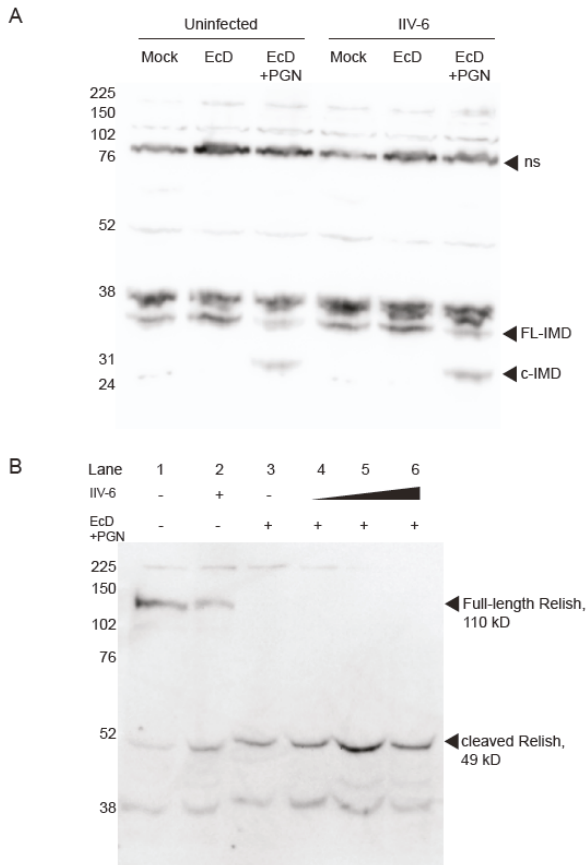 A
Uninfected IIV-6
Mock EcD EcD +PGN Mock EcD EcD +PGN
225
150
102
76
ns
52
38
FL-IMD
31
c-IMD
24
B
Lane 1 2 3 4 5 6
IIV-6 - + -
EcD +PGN - - + + + +
225
150
Full-length Relish, 110 kD
102
76
52
cleaved Relish, 49 kD
38